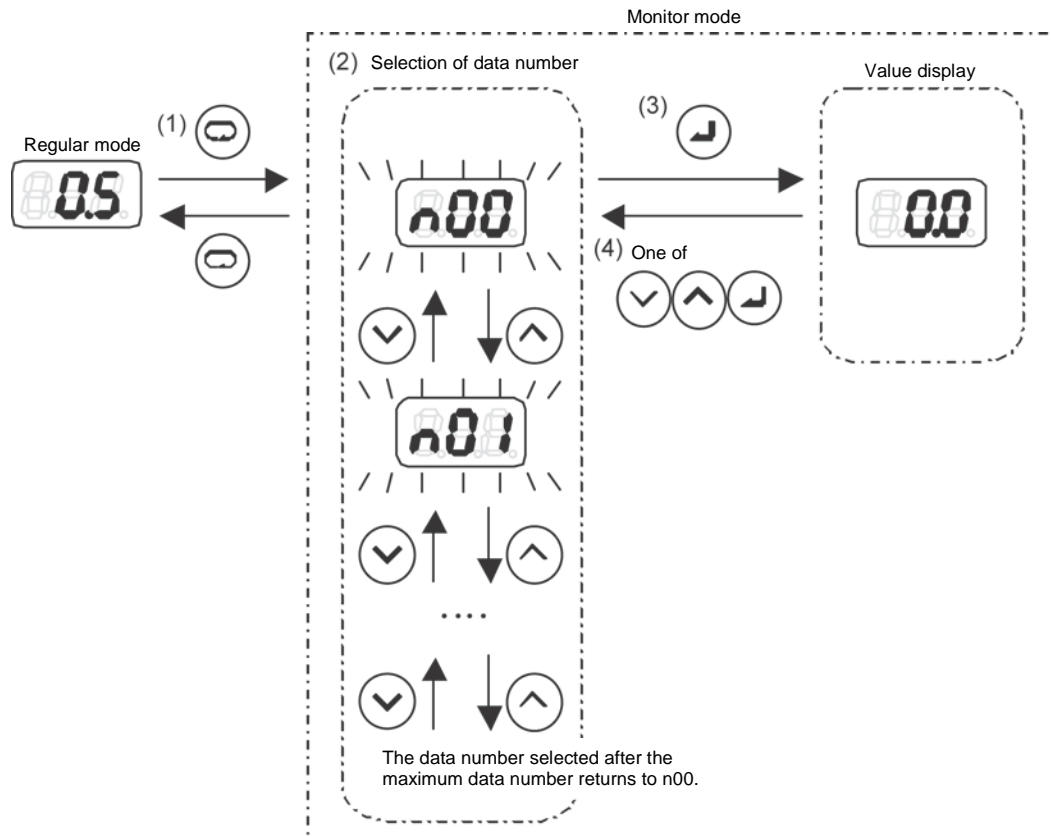 Monitor mode
(2) Selection of data number
Value display
(1)
(3)
Regular mode
0.5
n00
0.0
(4) One of
n01
....
The data number selected after the
maximum data number returns to n00.